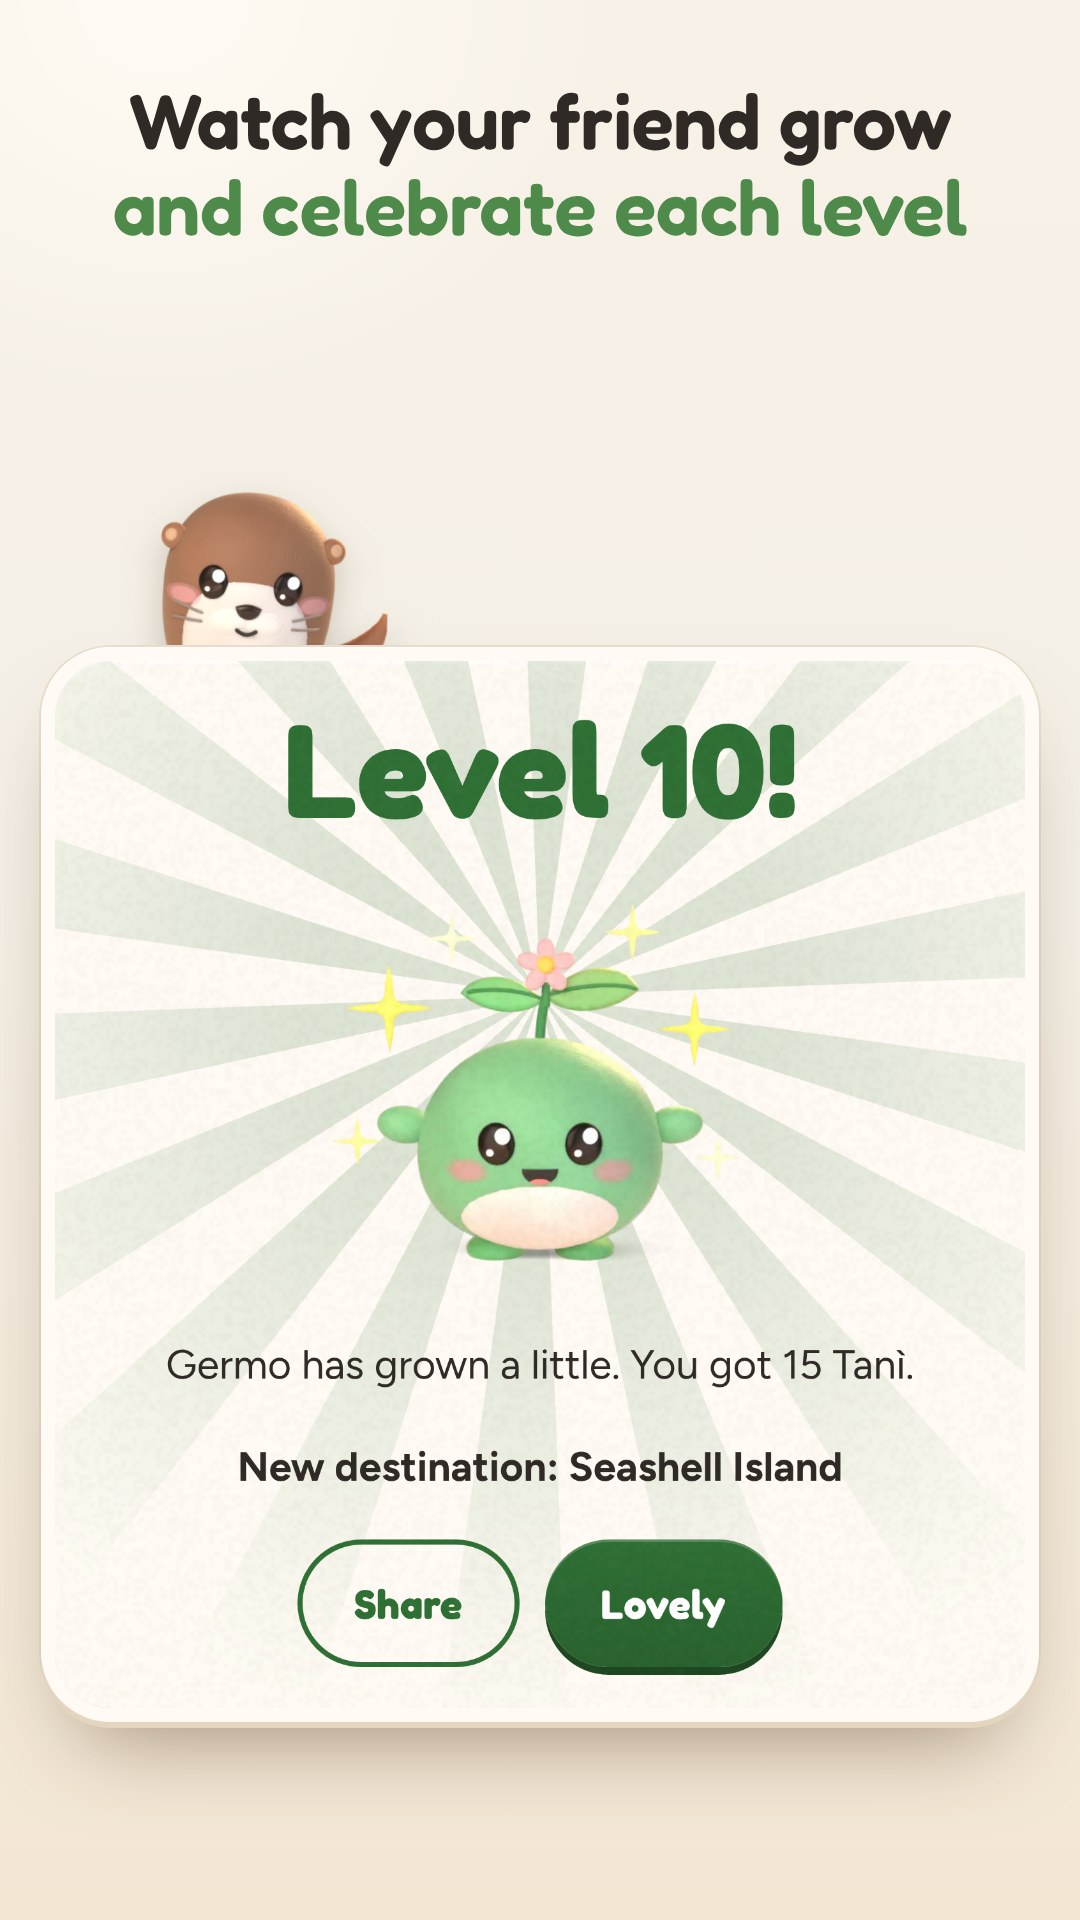 Watch your friend grow
and celebrate each level
Level 10!
Germo has grown a little. You got 15 Tanì.
New destination: Seashell Island
Share
Lovely